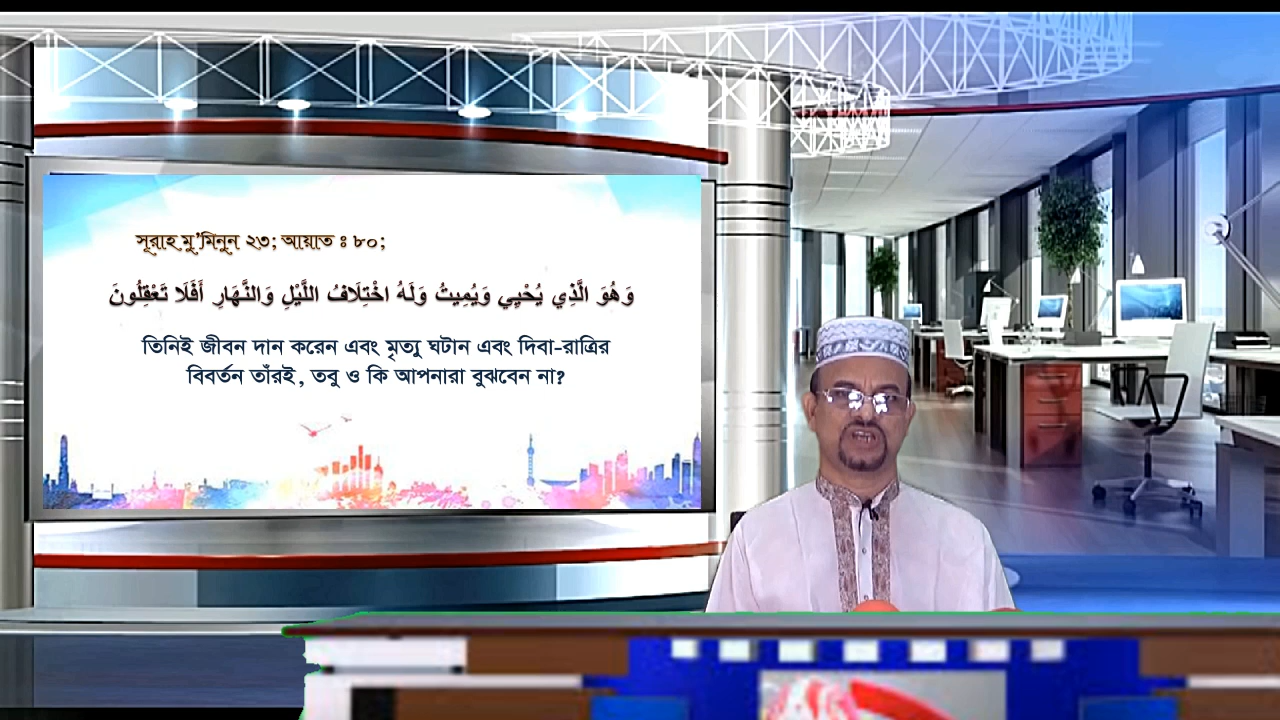 সূরাহ মু'মিনুন ২৩; আয়াত ঃ ৮০;
وَهُوَ الَّذِي يُحْيِي وَيُمِيتُ وَلَهُ اخْتِلَافُ اللَّيْلِ وَالنَّهَارِ أَفَلَا تَعْقِلُونَ
তিনিই জীবন দান করেন এবং মৃত্যু ঘটান এবং দিবা-রাত্রির
বিবর্তন তাঁরই, তবু ও কি আপনারা বুঝবেন না?